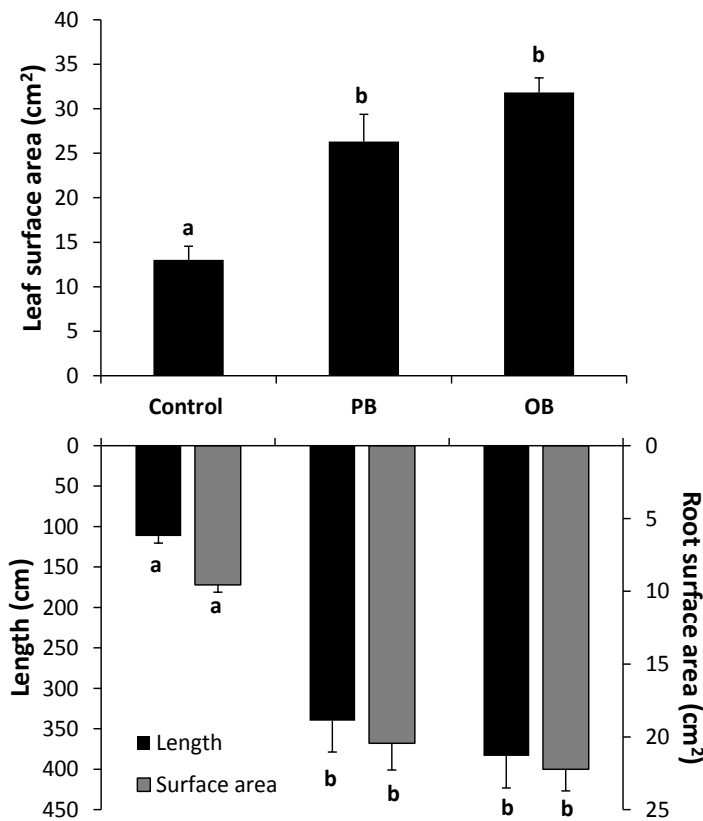 Leaf surface area (cm²)
40
35
30
25
20
15
10
5
0
a
b
b
Control PB OB
Length (cm)
0
50
100
150
200
250
300
350
400
450
a
a
b
b
b
b
Length
Surface area
0
5
10
15
20
25
Root surface area (cm²)